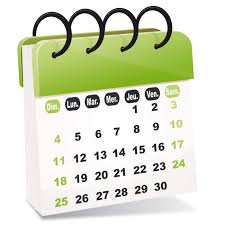 Dim. Lun. Mar. Mer. Jeu. Ven. Sam.
1 2 3
4 5 6 7 8 9 10
11 12 13 14 15 16 17
18 19 20 21 22 23 24
25 26 27 28 29 30